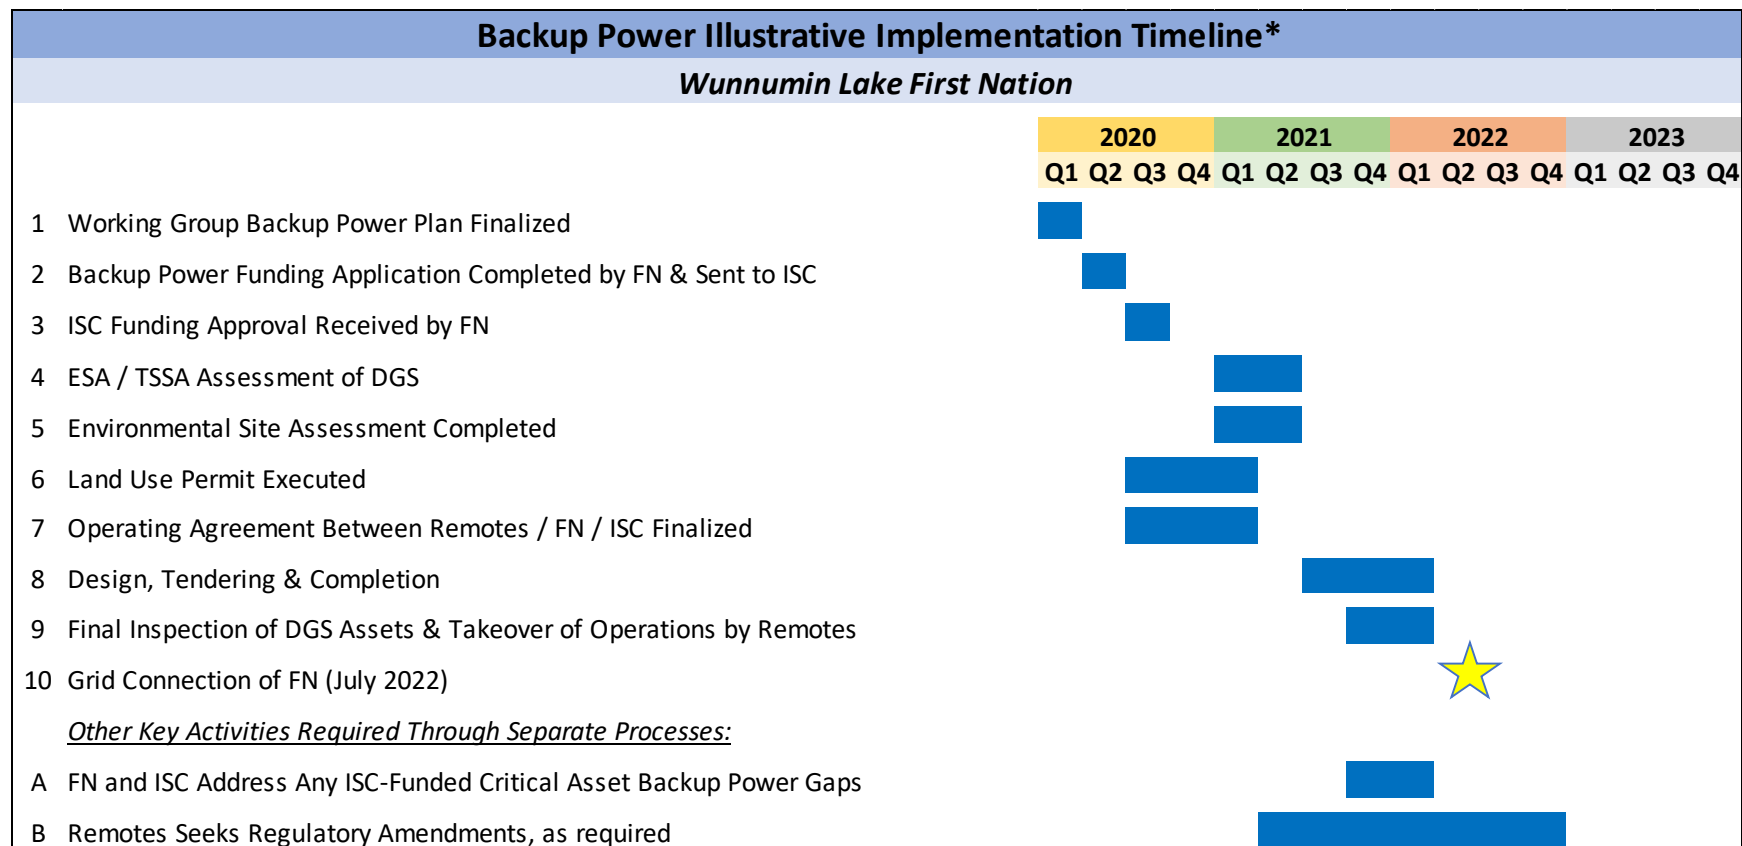 Backup Power Illustrative Implementation Timeline*
Wunnumin Lake First Nation
2020 2021 2022 2023
Q1 Q2 Q3 Q4 Q1 Q2 Q3 Q4 Q1 Q2 Q3 Q4 Q1 Q2 Q3 Q4
1 Working Group Backup Power Plan Finalized
2 Backup Power Funding Application Completed by FN & Sent to ISC
3 ISC Funding Approval Received by FN
4 ESA / TSSA Assessment of DGS
5 Environmental Site Assessment Completed
6 Land Use Permit Executed
7 Operating Agreement Between Remotes / FN / ISC Finalized
8 Design, Tendering & Completion
9 Final Inspection of DGS Assets & Takeover of Operations by Remotes
10 Grid Connection of FN (July 2022)
Other Key Activities Required Through Separate Processes:
A FN and ISC Address Any ISC-Funded Critical Asset Backup Power Gaps
B Remotes Seeks Regulatory Amendments, as required